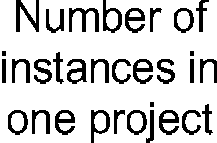 Number of
instances in
one project